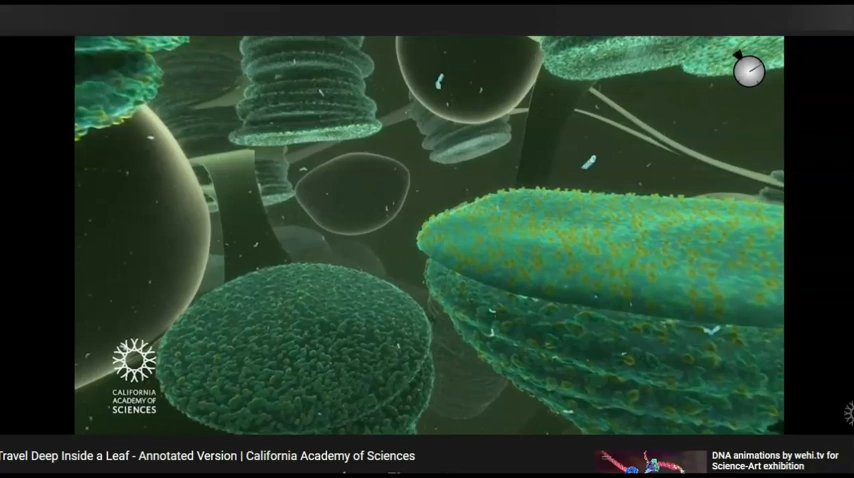 CALIFORNIA
ACADEMY OF
SCIENCES
Travel Deep Inside a Leaf - Annotated Version | California Academy of Sciences
DNA animations by wehi.tv for
Science-Art exhibition